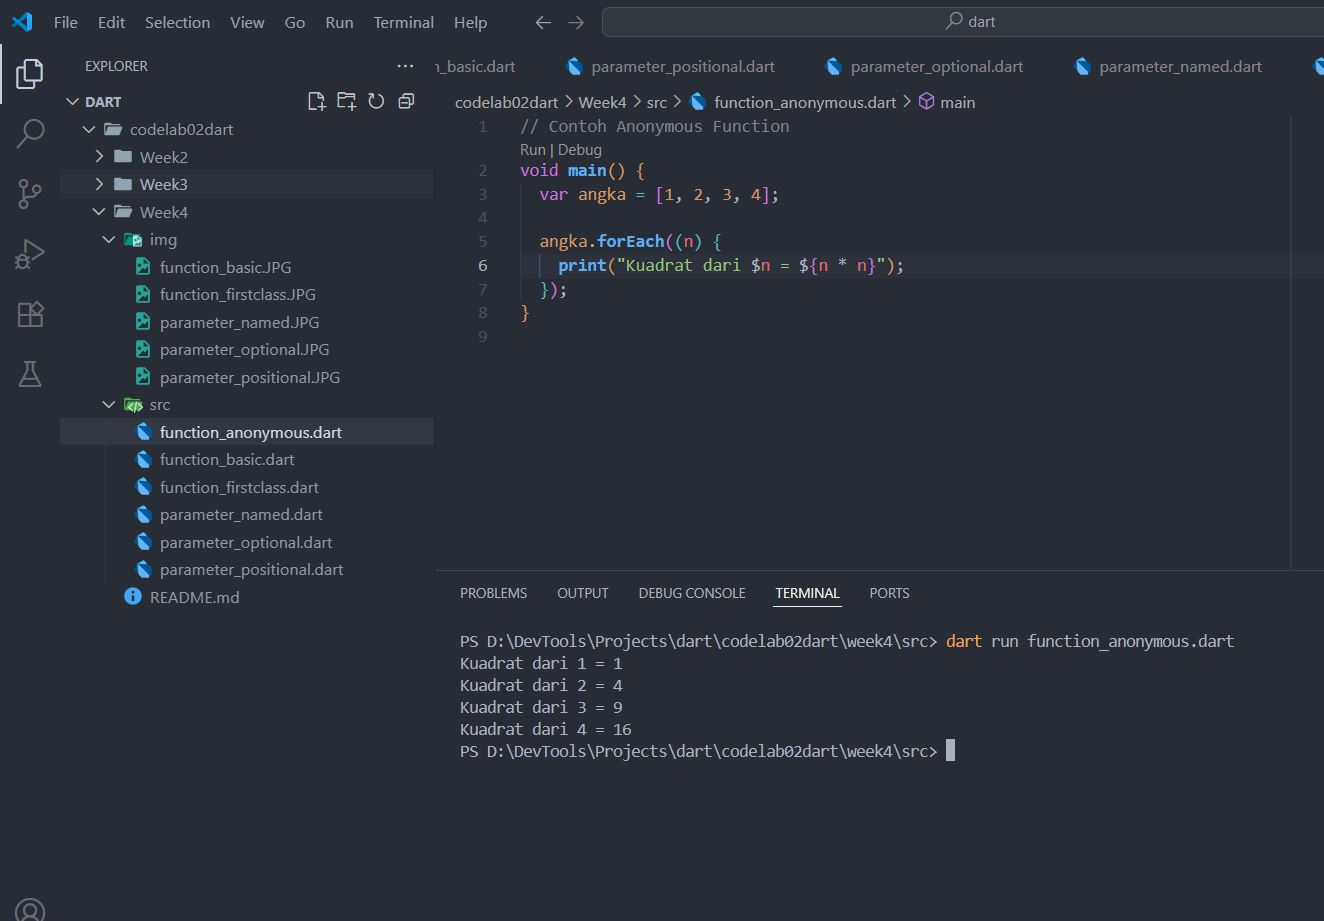 File Edit Selection View Go Run Terminal Help dart
EXPLORER
DART
codelab02dart
Week2
Week3
Week4
img
function_basic.JPG
function_firstclass.JPG
parameter_named.JPG
parameter_optional.JPG
parameter_positional.JPG
src
function_anonymous.dart
function_basic.dart
function_firstclass.dart
parameter_named.dart
parameter_optional.dart
parameter_positional.dart
README.md
n_basic.dart parameter_positional.dart parameter_optional.dart parameter_named.dart
codelab02dart > Week4 > src > function_anonymous.dart > main
1 // Contoh Anonymous Function
Run | Debug
2 void main() {
3 var angka = [1, 2, 3, 4];
4
5 angka.forEach((n) {
6 print("Kuadrat dari $n = ${n * n}");
7 });
8 }
9
PROBLEMS OUTPUT DEBUG CONSOLE TERMINAL PORTS
PS D:\DevTools\Projects\dart\codelab02dart\week4\src> dart run function_anonymous.dart
Kuadrat dari 1 = 1
Kuadrat dari 2 = 4
Kuadrat dari 3 = 9
Kuadrat dari 4 = 16
PS D:\DevTools\Projects\dart\codelab02dart\week4\src>